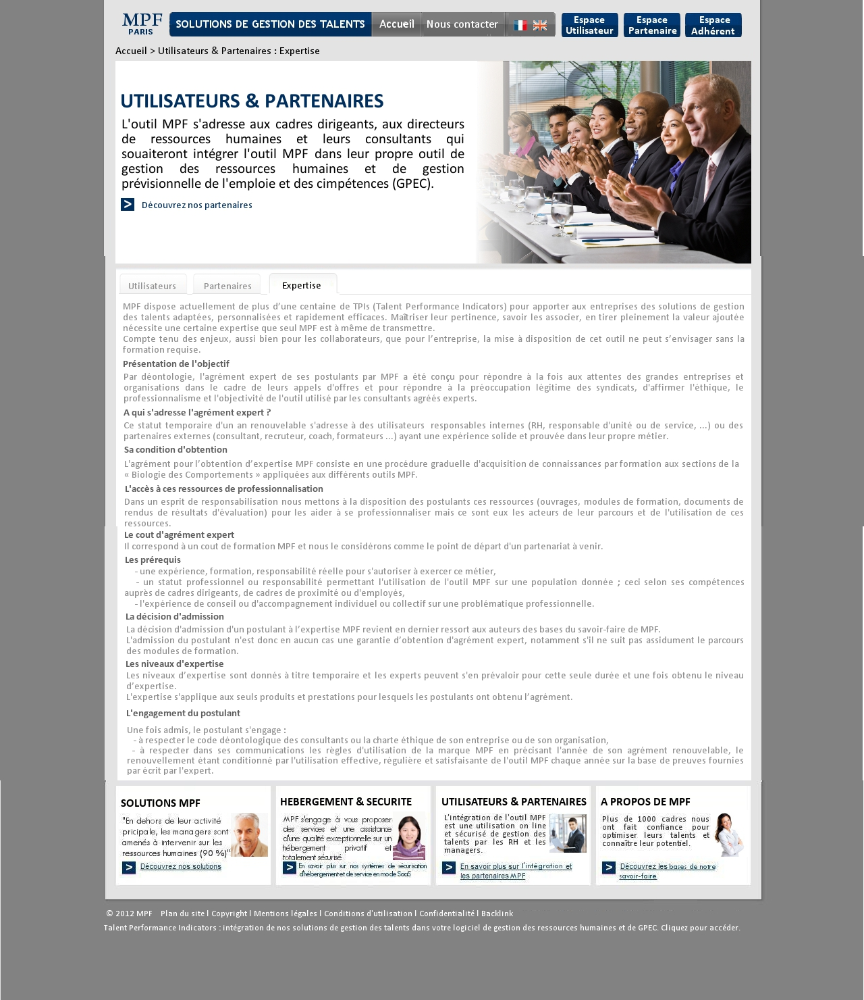 MPF
PARIS
SOLUTIONS DE GESTION DES TALENTS
Accueil
Nous contacter
Espace
Utilisateur
Espace
Partenaire
Espace
Adhérent
Accueil > Utilisateurs & Partenaires : Expertise
UTILISATEURS & PARTENAIRES
L'outil MPF s'adresse aux cadres dirigeants, aux directeurs
de ressources humaines et leurs consultants qui
souaiteront intégrer l'outil MPF dans leur propre outil de
gestion des ressources humaines et de gestion
prévisionnelle de l'emploie et des cimpétences (GPEC).
> Découvrez nos partenaires
Utilisateurs
Partenaires
Expertise
MPF dispose actuellement de plus d’une centaine de TPIs (Talent Performance Indicators) pour apporter aux entreprises des solutions de gestion
des talents adaptées, personnalisées et rapidement efficaces. Maîtriser leur pertinence, savoir les associer, en tirer pleinement la valeur ajoutée
nécessite une certaine expertise que seul MPF est à même de transmettre.
Compte tenu des enjeux, aussi bien pour les collaborateurs, que pour l’entreprise, la mise à disposition de cet outil ne peut s’envisager sans la
formation requise.
Présentation de l'objectif
Par déontologie, l'agrément expert de ses postulants par MPF a été conçu pour répondre à la fois aux attentes des grandes entreprises et
organisations dans le cadre de leurs appels d'offres et pour répondre à la préoccupation légitime des syndicats, d'affirmer l'éthique, le
professionnalisme et l'objectivité de l'outil utilisé par les consultants agréés experts.
A qui s'adresse l'agrément expert ?
Ce statut temporaire d'un an renouvelable s'adresse à des utilisateurs responsables internes (RH, responsable d'unité ou de service, ...) ou des
partenaires externes (consultant, recruteur, coach, formateurs ...) ayant une expérience solide et prouvée dans leur propre métier.
Sa condition d'obtention
L'agrément pour l’obtention d’expertise MPF consiste en une procédure graduelle d'acquisition de connaissances par formation aux sections de la
« Biologie des Comportements » appliquées aux différents outils MPF.
L'accès à ces ressources de professionnalisation
Dans un esprit de responsabilisation nous mettons à la disposition des postulants ces ressources (ouvrages, modules de formation, documents de
rendus de résultats d'évaluation) pour les aider à se professionnaliser mais ce sont eux les acteurs de leur parcours et de l'utilisation de ces
ressources.
Le cout d'agrément expert
Il correspond à un cout de formation MPF et nous le considérons comme le point de départ d'un partenariat à venir.
Les prérequis
- une expérience, formation, responsabilité réelle pour s'autoriser à exercer ce métier,
- un statut professionnel ou responsabilité permettant l'utilisation de l'outil MPF sur une population donnée ; ceci selon ses compétences
auprès de cadres dirigeants, de cadres de proximité ou d'employés,
- l'expérience de conseil ou d'accompagnement individuel ou collectif sur une problématique professionnelle.
La décision d'admission
La décision d'admission d'un postulant à l’expertise MPF revient en dernier ressort aux auteurs des bases du savoir-faire de MPF.
L'admission du postulant n'est donc en aucun cas une garantie d’obtention d'agrément expert, notamment s'il ne suit pas assidument le parcours
des modules de formation.
Les niveaux d'expertise
Les niveaux d’expertise sont donnés à titre temporaire et les experts peuvent s'en prévaloir pour cette seule durée et une fois obtenu le niveau
d’expertise.
L'expertise s'applique aux seuls produits et prestations pour lesquels les postulants ont obtenu l’agrément.
L'engagement du postulant
Une fois admis, le postulant s'engage :
- à respecter le code déontologique des consultants ou la charte éthique de son entreprise ou de son organisation,
- à respecter dans ses communications les règles d'utilisation de la marque MPF en précisant l'année de son agrément renouvelable, le
renouvellement étant conditionné par l'utilisation effective, régulière et satisfaisante de l'outil MPF chaque année sur la base de preuves fournies
par écrit par l'expert.
SOLUTIONS MPF
"En dehors de leur activité
pricipale, les managers sont
amenés à intervenir sur les
ressources humaines (90 %)"
> Découvrez nos solutions
HEBERGEMENT & SECURITE
MPF s'engage à vous proposer
des services et une assistance
d'une qualité exceptionnelle sur un
hébergement privatif et
totalement sécurisé.
> En savoir plus sur nos systèmes de sécurisation
d'hébergement et de service en mode SaaS
UTILISATEURS & PARTENAIRES
L'intégration de l'outil MPF
est une utilisation on line
et sécurisé de gestion des
talents par les RH et les
managers.
> En savoir plus sur l'intégration et
les partenaires MPF
A PROPOS DE MPF
Plus de 1000 cadres nous
ont fait confiance pour
optimiser leurs talents et
connaître leur potentiel.
> Découvrez les bases de notre
savoir-faire
© 2012 MPF Plan du site l Copyright l Mentions légales l Conditions d'utilisation l Confidentialité l Backlink
Talent Performance Indicators : intégration de nos solutions de gestion des talents dans votre logiciel de gestion des ressources humaines et de GPEC. Cliquez pour accéder.